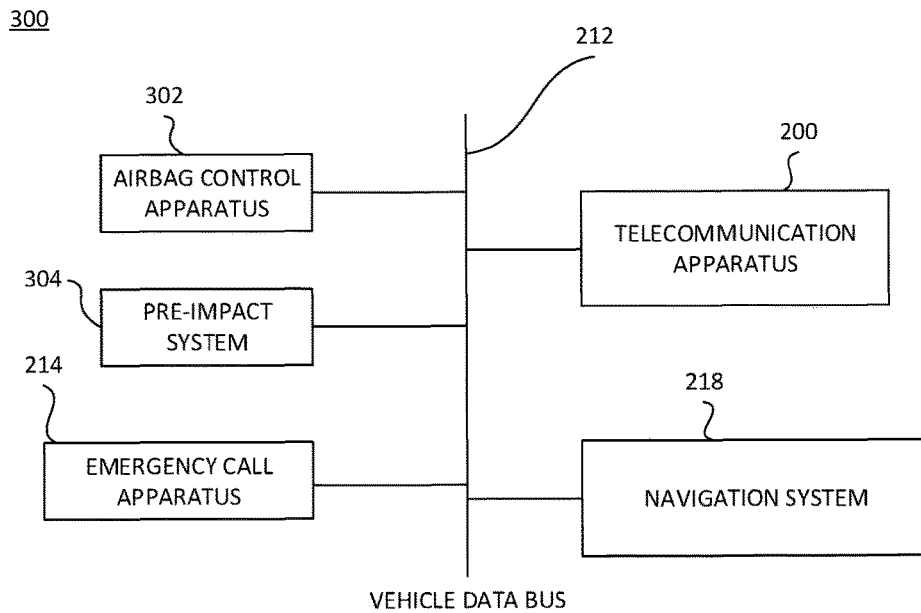 300
212
302
200
AIRBAG CONTROL
APPARATUS
TELECOMMUNICATION
APPARATUS
304
PRE-IMPACT
SYSTEM
214
218
EMERGENCY CALL
APPARATUS
NAVIGATION SYSTEM
VEHICLE DATA BUS